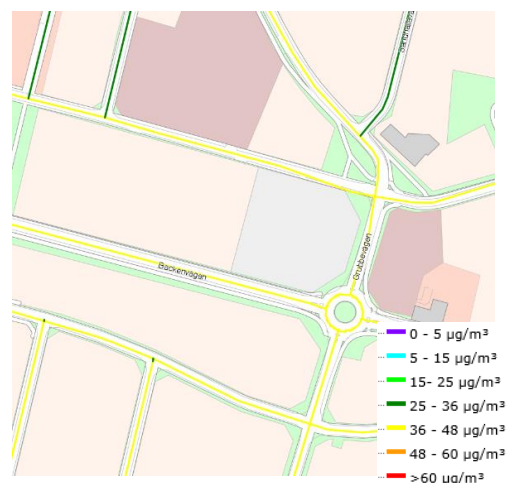 Backenvägen
Grubbevägen
0 - 5 µg/m³
5 - 15 µg/m³
15- 25 µg/m³
25 - 36 µg/m³
36 - 48 µg/m³
48 - 60 µg/m³
>60 µg/m³